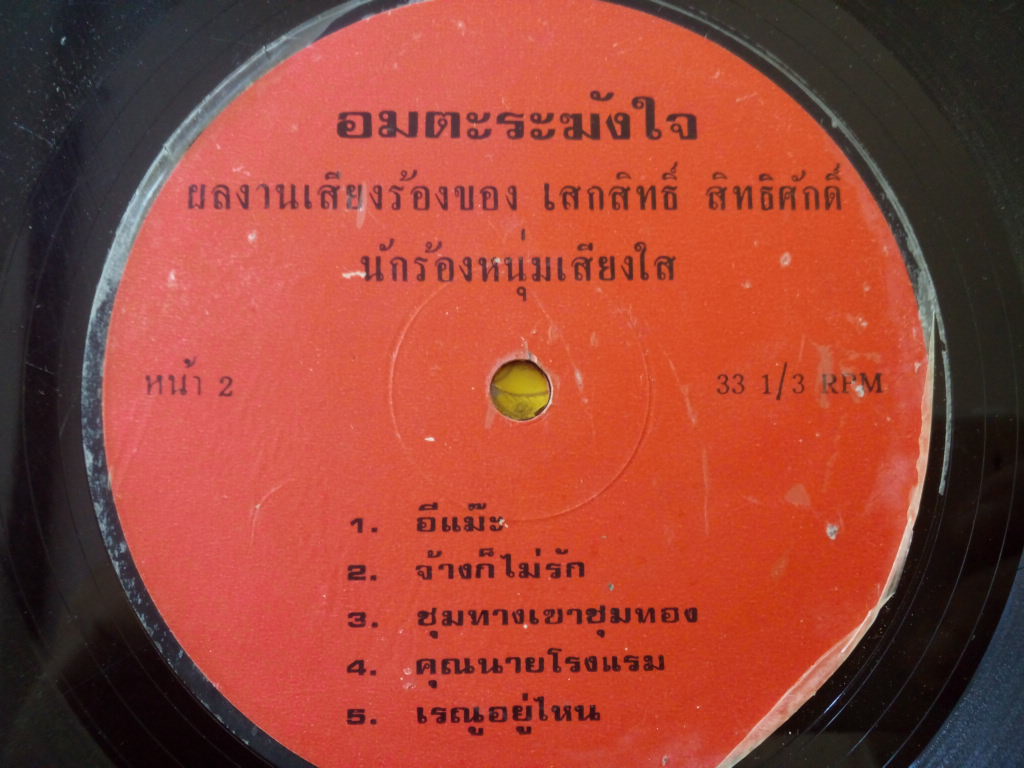 อมตะระฆังใจ
ผลงานเสียงร้องของ เสกสิทธิ์ สิทธิศักดิ์
นักร้องหนุ่มเสียงใส
หน้า 2 33 1/3 RPM
1. อีแม๊ะ
2. จ้างก็ไม่รัก
3. ชุมทางเขาชุมทอง
4. คุณนายโรงแรม
5. เรณูอยู่ไหน